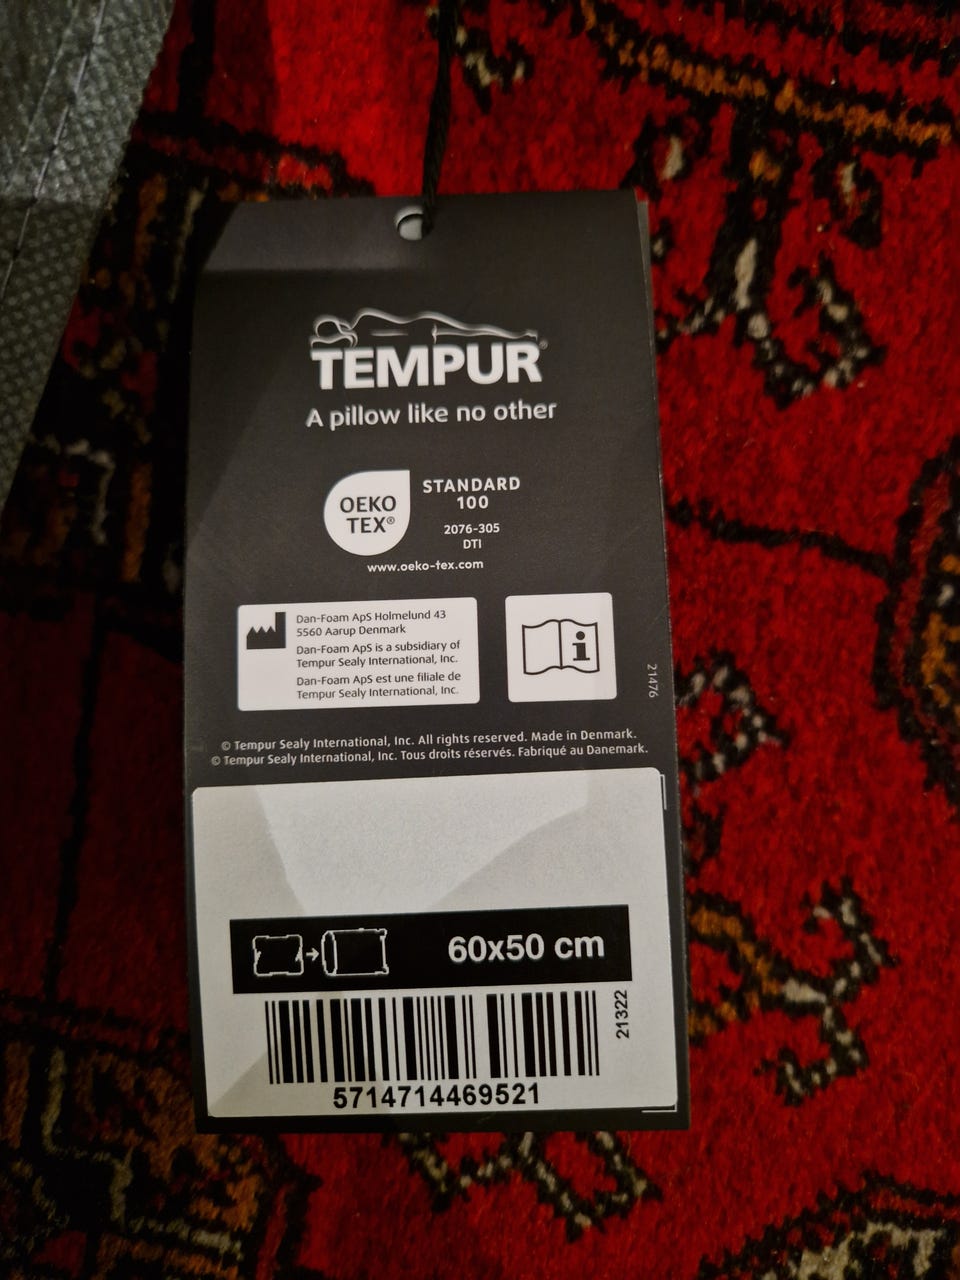 TEMPUR®
A pillow like no other
OEKO
TEX®
STANDARD
100
2076-305
DTI
www.oeko-tex.com
Dan-Foam ApS Holmelund 43
5560 Aarup Denmark
Dan-Foam ApS is a subsidiary of
Tempur Sealy International, Inc.
Dan-Foam ApS est une filiale de
Tempur Sealy International, Inc.
i
21476
© Tempur Sealy International, Inc. All rights reserved. Made in Denmark.
© Tempur Sealy International, Inc. Tous droits réservés. Fabriqué au Danemark.
60x50 cm
21322
5714714469521